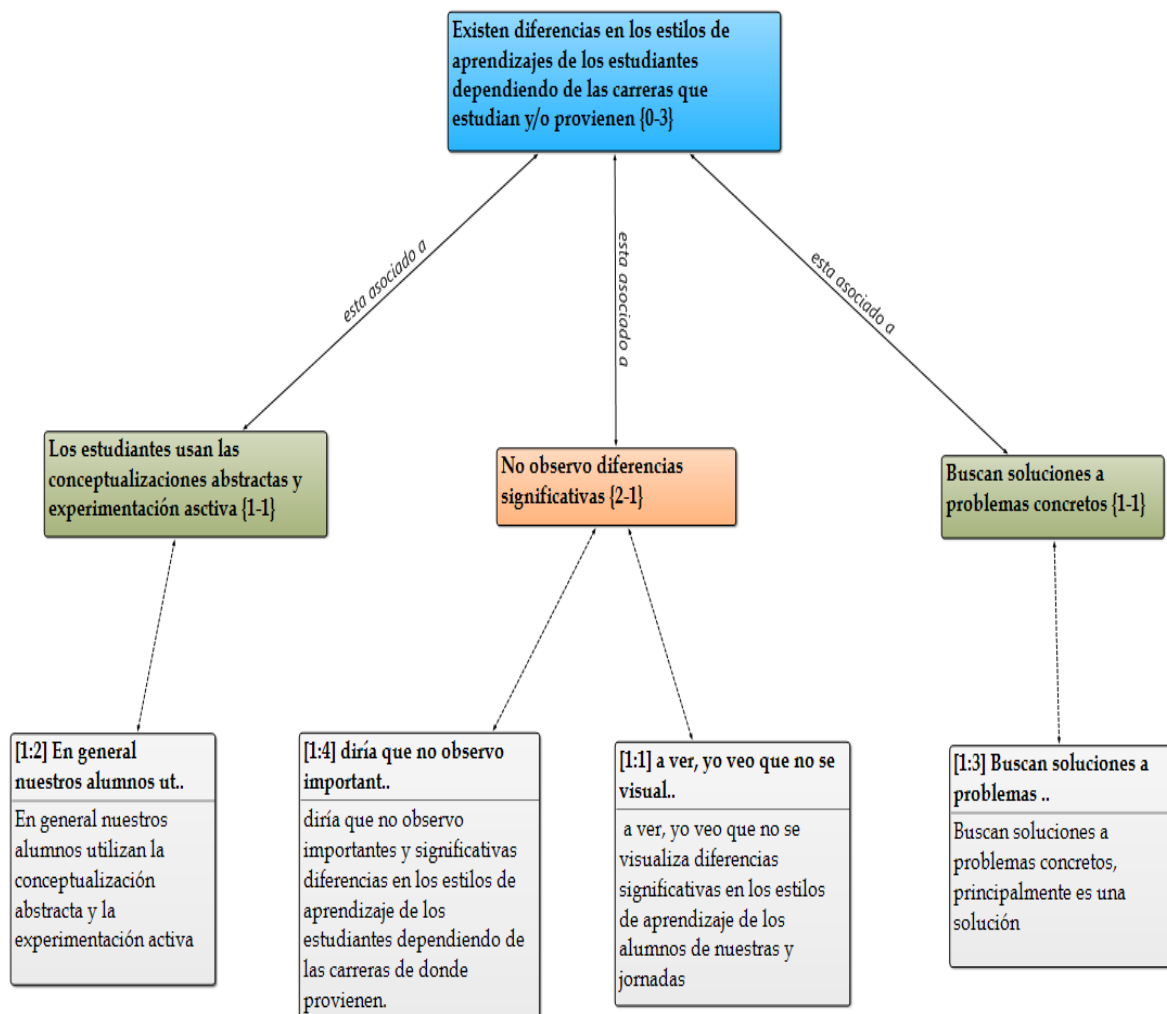 Existen diferencias en los estilos de
aprendizajes de los estudiantes
dependiendo de las carreras que
estudian y/o provienen {0-3}
esta asociado a
esta asociado a
esta asociado a
Los estudiantes usan las
conceptualizaciones abstractas y
experimentación asctiva {1-1}
No observo diferencias
significativas {2-1}
Buscan soluciones a
problemas concretos {1-1}
[1:2] En general
nuestros alumnos ut..
En general nuestros
alumnos utilizan la
conceptualización
abstracta y la
experimentación activa
[1:4] diría que no observo
important..
diría que no observo
importantes y significativas
diferencias en los estilos de
aprendizaje de los
estudiantes dependiendo de
las carreras de donde
provienen.
[1:1] a ver, yo veo que no se
visual..
a ver, yo veo que no se
visualiza diferencias
significativas en los estilos
de aprendizaje de los
alumnos de nuestras y
jornadas
[1:3] Buscan soluciones a
problemas ..
Buscan soluciones a
problemas concretos,
principalmente es una
solución